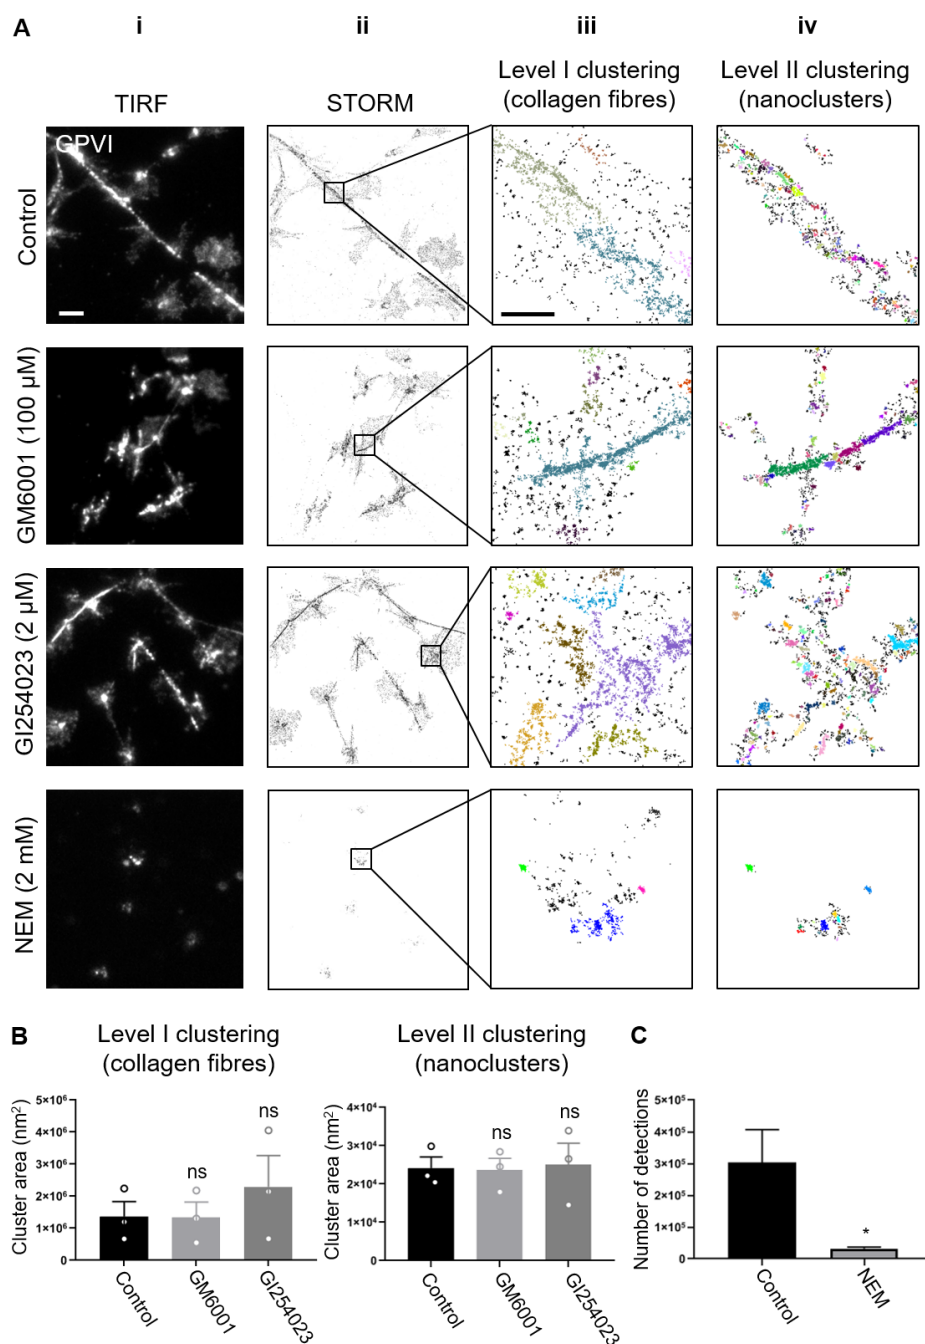 A
i
ii
iii
iv
TIRF
STORM
Level I clustering
(collagen fibres)
Level II clustering
(nanoclusters)
GPVI
Control
GM6001 (100 µM)
GI254023 (2 µM)
NEM (2 mM)
B
Level I clustering
(collagen fibres)
Cluster area (nm²)
5×10⁶
4×10⁶
3×10⁶
2×10⁶
1×10⁶
0
ns
ns
Control
GM6001
GI254023
Level II clustering
(nanoclusters)
Cluster area (nm²)
4×10⁴
3×10⁴
2×10⁴
1×10⁴
0
ns
ns
Control
GM6001
GI254023
C
Number of detections
5×10⁵
4×10⁵
3×10⁵
2×10⁵
1×10⁵
0
*
Control
NEM